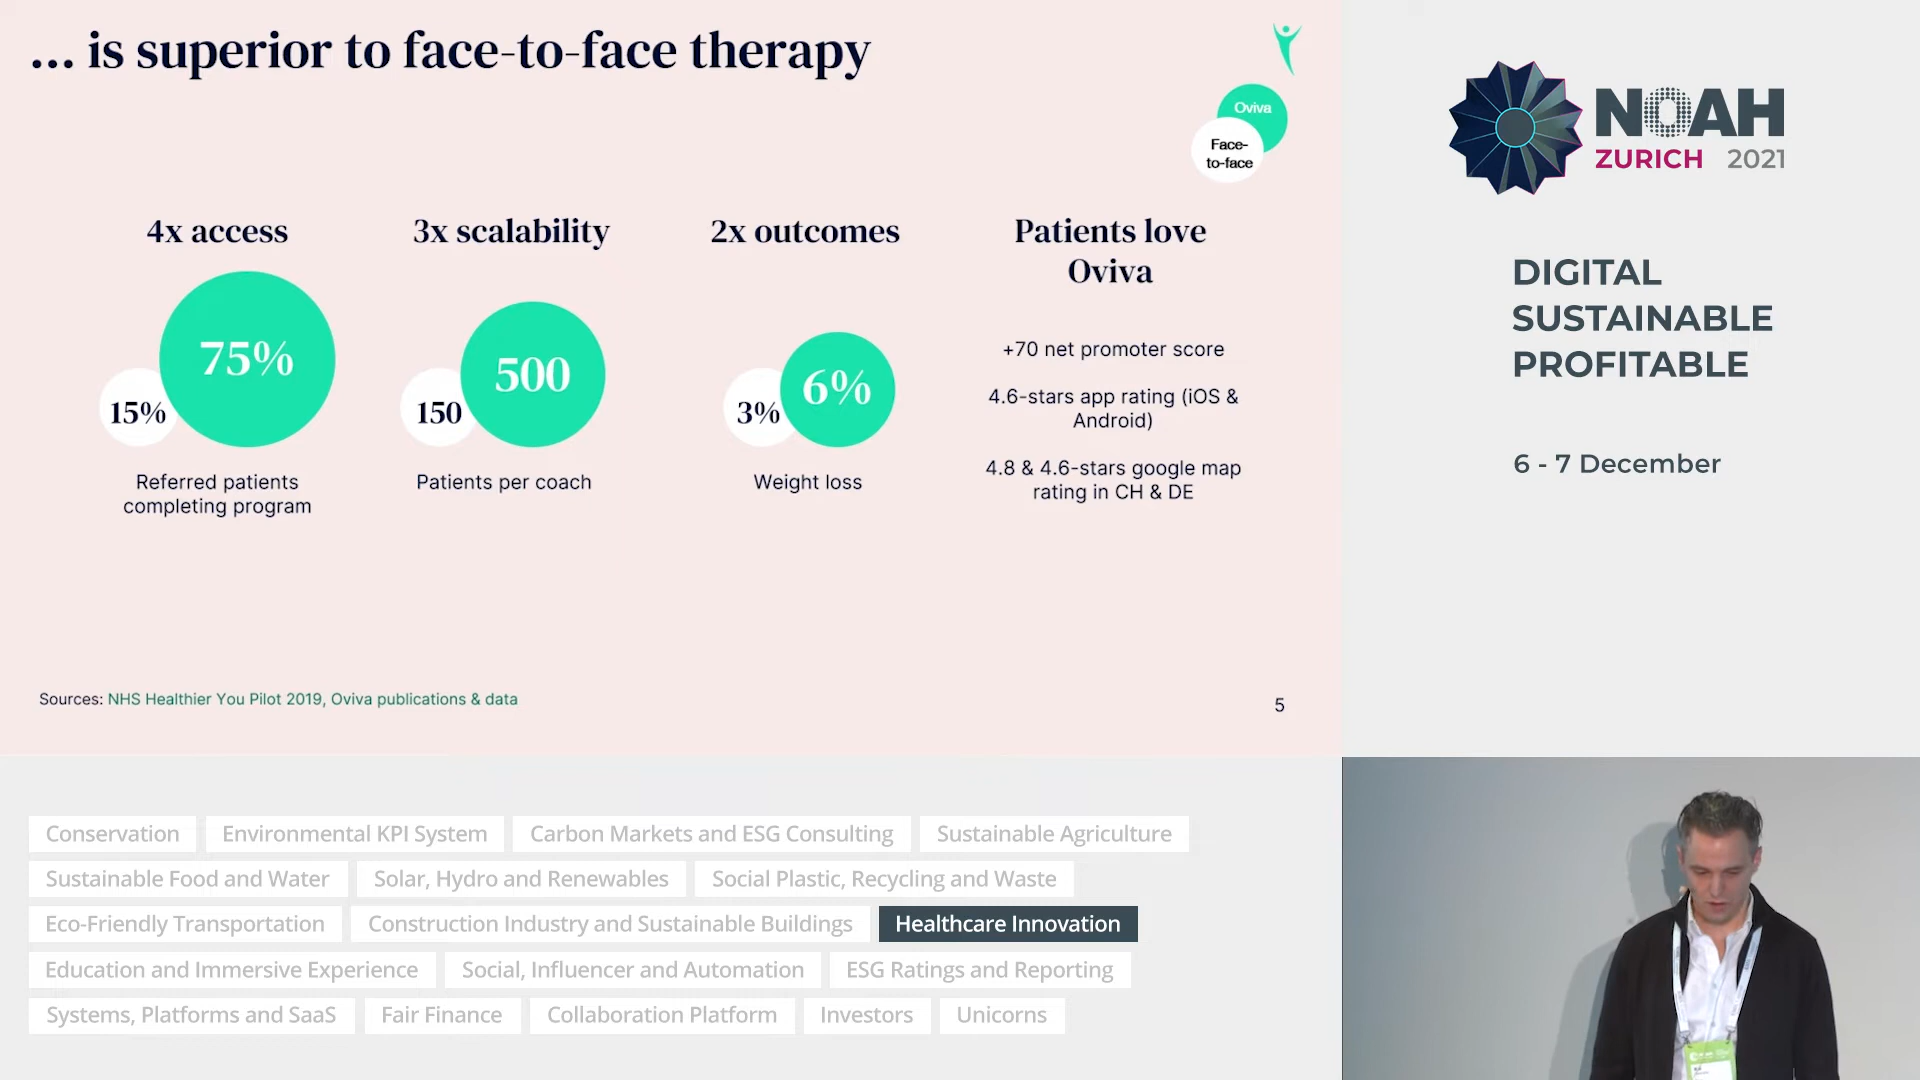 ... is superior to face-to-face therapy
Oviva
Face-
to-face
4x access
75%
15%
Referred patients
completing program
3x scalability
500
150
Patients per coach
2x outcomes
6%
3%
Weight loss
Patients love
Oviva
+70 net promoter score
4.6-stars app rating (iOS &
Android)
4.8 & 4.6-stars google map
rating in CH & DE
Sources: NHS Healthier You Pilot 2019, Oviva publications & data
5
NOAH
ZURICH 2021
DIGITAL
SUSTAINABLE
PROFITABLE
6 - 7 December
Conservation Environmental KPI System Carbon Markets and ESG Consulting Sustainable Agriculture
Sustainable Food and Water Solar, Hydro and Renewables Social Plastic, Recycling and Waste
Eco-Friendly Transportation Construction Industry and Sustainable Buildings Healthcare Innovation
Education and Immersive Experience Social, Influencer and Automation ESG Ratings and Reporting
Systems, Platforms and SaaS Fair Finance Collaboration Platform Investors Unicorns